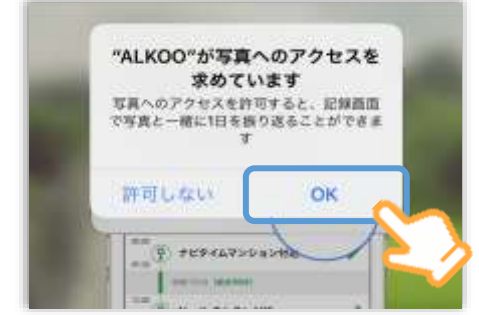 “ALKOO”が写真へのアクセスを
求めています
写真へのアクセスを許可すると、記録画面
で写真と一緒に1日を振り返ることができま
す
許可しない OK
ナビタイムマンション付近